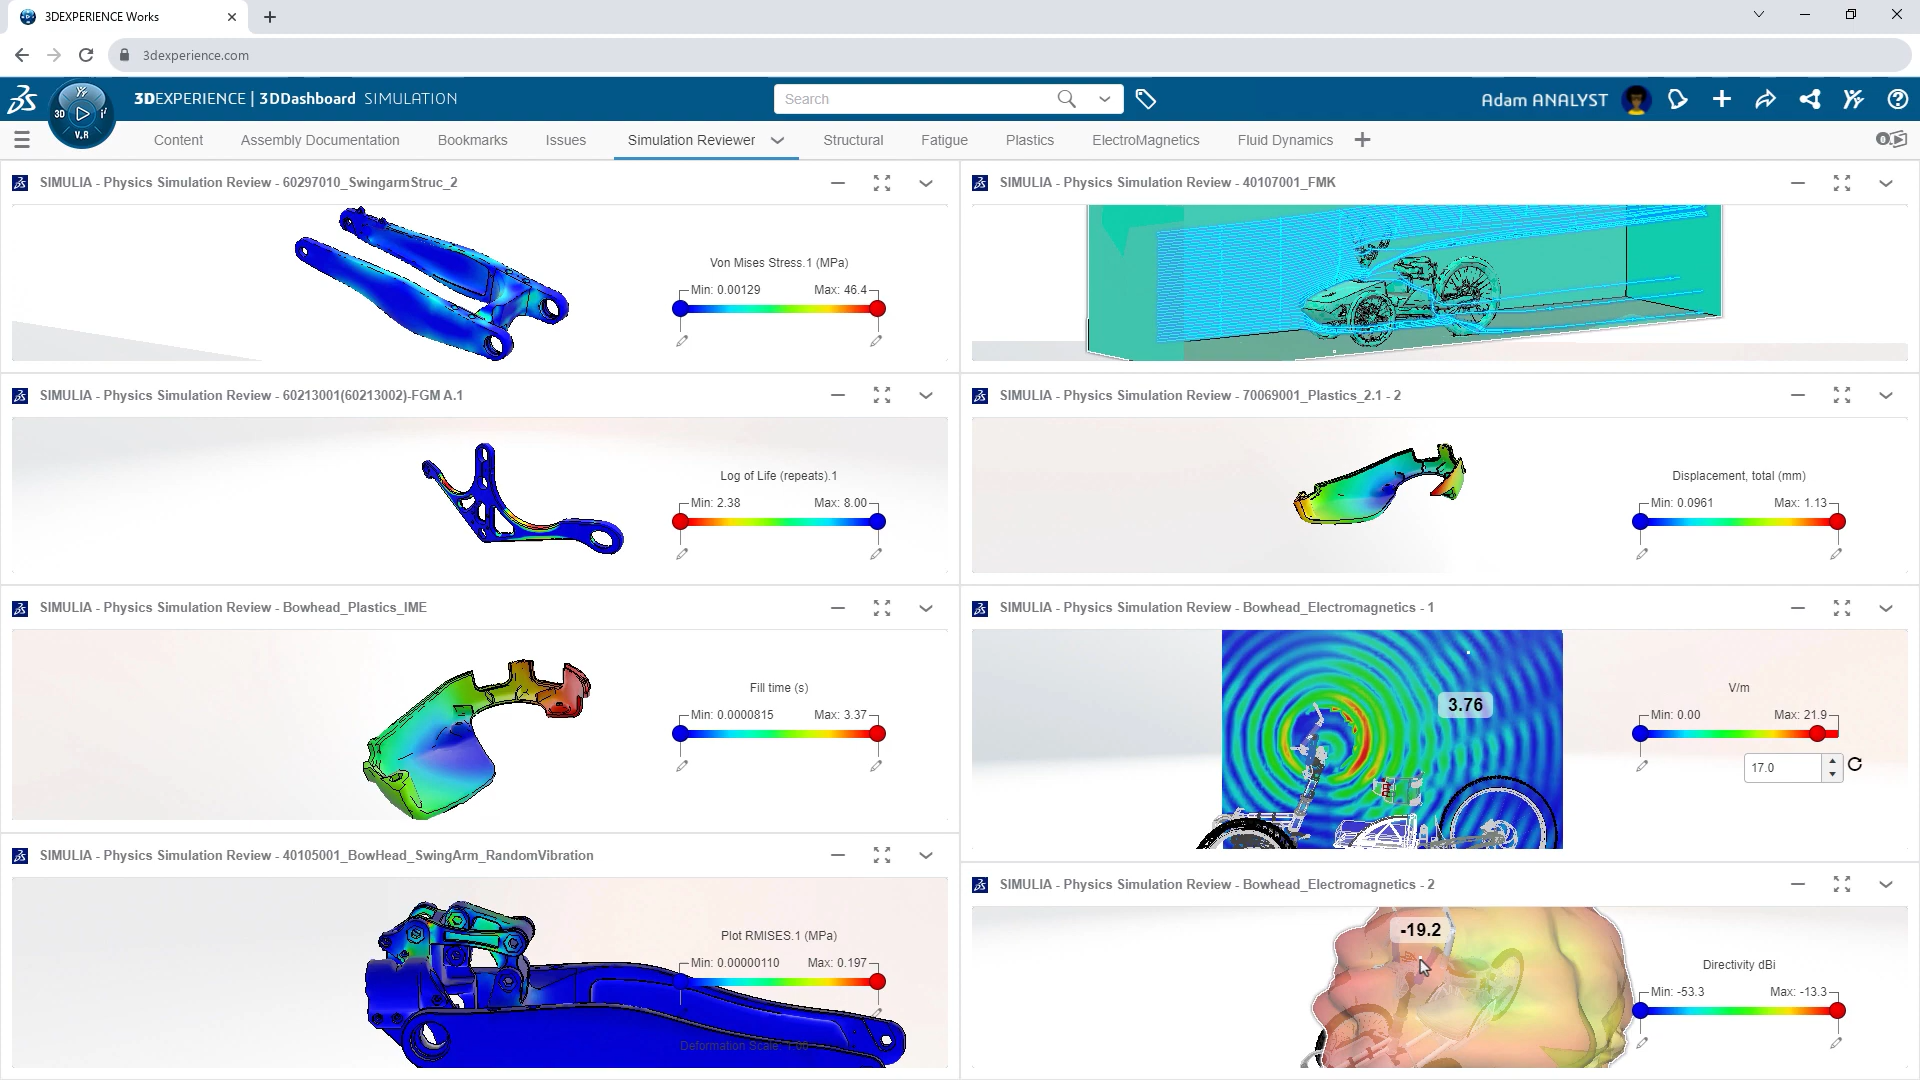 3DEXPERIENCE Works
3dexperience.com
3DEXPERIENCE | 3DDashboard SIMULATION
Search
Adam ANALYST
3D
V.R
Content
Assembly Documentation
Bookmarks
Issues
Simulation Reviewer
Structural
Fatigue
Plastics
ElectroMagnetics
Fluid Dynamics
0
SIMULIA - Physics Simulation Review - 60297010_SwingarmStruc_2
Von Mises Stress.1 (MPa)
Min: 0.00129 Max: 46.4
SIMULIA - Physics Simulation Review - 40107001_FMK
SIMULIA - Physics Simulation Review - 60213001(60213002)-FGM A.1
Log of Life (repeats).1
Min: 2.38 Max: 8.00
SIMULIA - Physics Simulation Review - 70069001_Plastics_2.1 - 2
Displacement, total (mm)
Min: 0.0961 Max: 1.13
SIMULIA - Physics Simulation Review - Bowhead_Plastics_IME
Fill time (s)
Min: 0.0000815 Max: 3.37
SIMULIA - Physics Simulation Review - Bowhead_Electromagnetics - 1
3.76
V/m
Min: 0.00 Max: 21.9
17.0
SIMULIA - Physics Simulation Review - 40105001_BowHead_SwingArm_RandomVibration
Plot RMISES.1 (MPa)
Min: 0.00000110 Max: 0.197
Deformation Scale: 1.00
SIMULIA - Physics Simulation Review - Bowhead_Electromagnetics - 2
-19.2
Directivity dBi
Min: -53.3 Max: -13.3